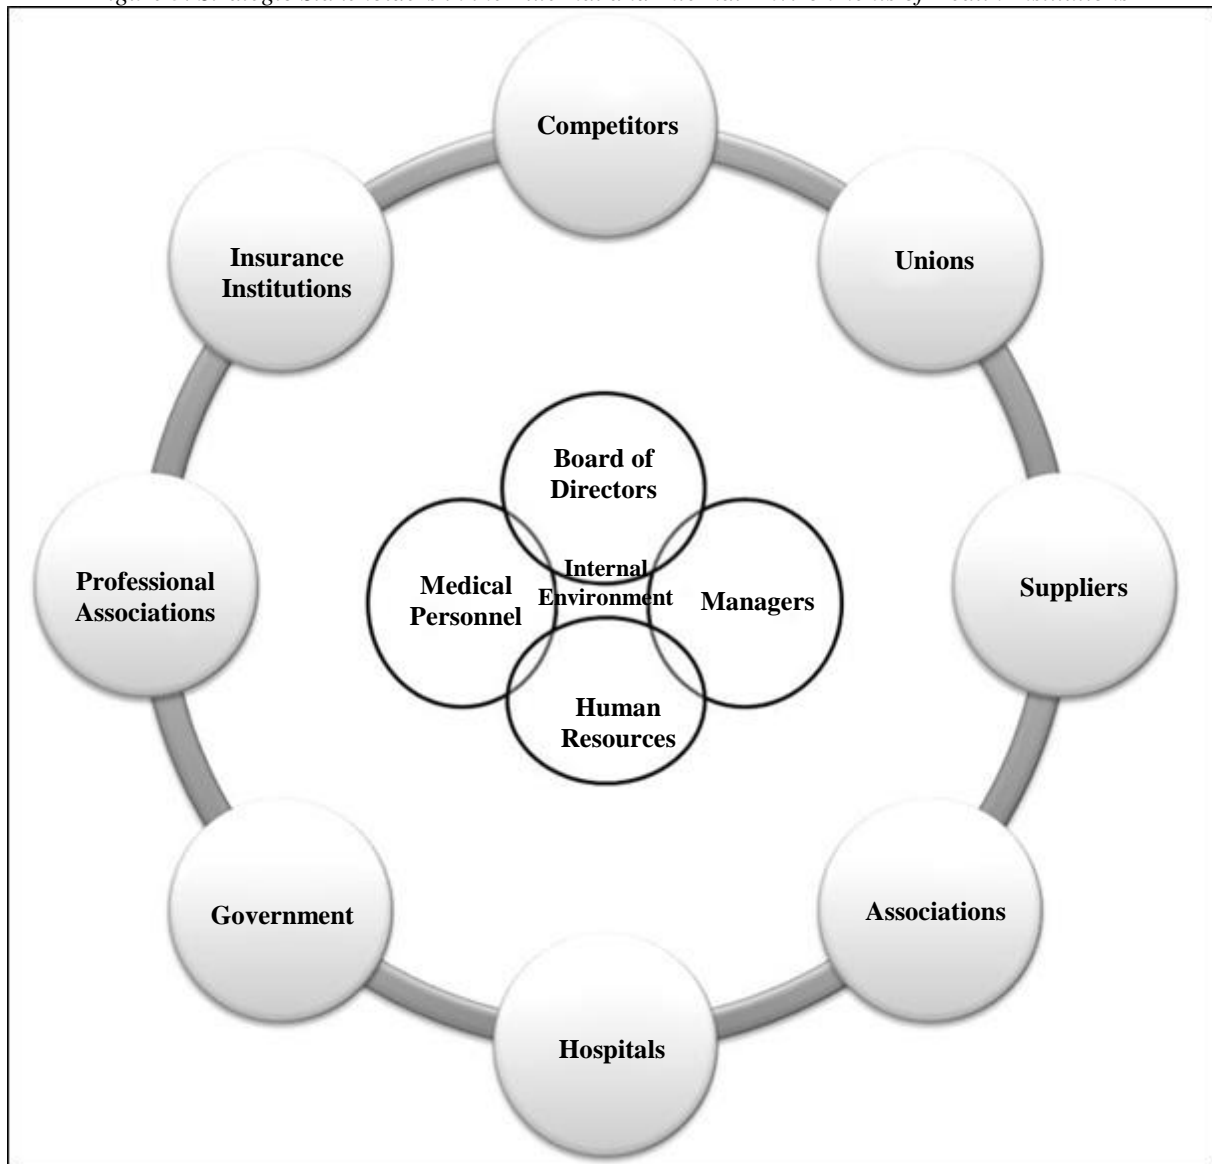 Competitors
Insurance
Institutions
Unions
Board of
Directors
Professional
Associations
Medical
Personnel
Internal
Environment
Managers
Suppliers
Human
Resources
Government
Associations
Hospitals